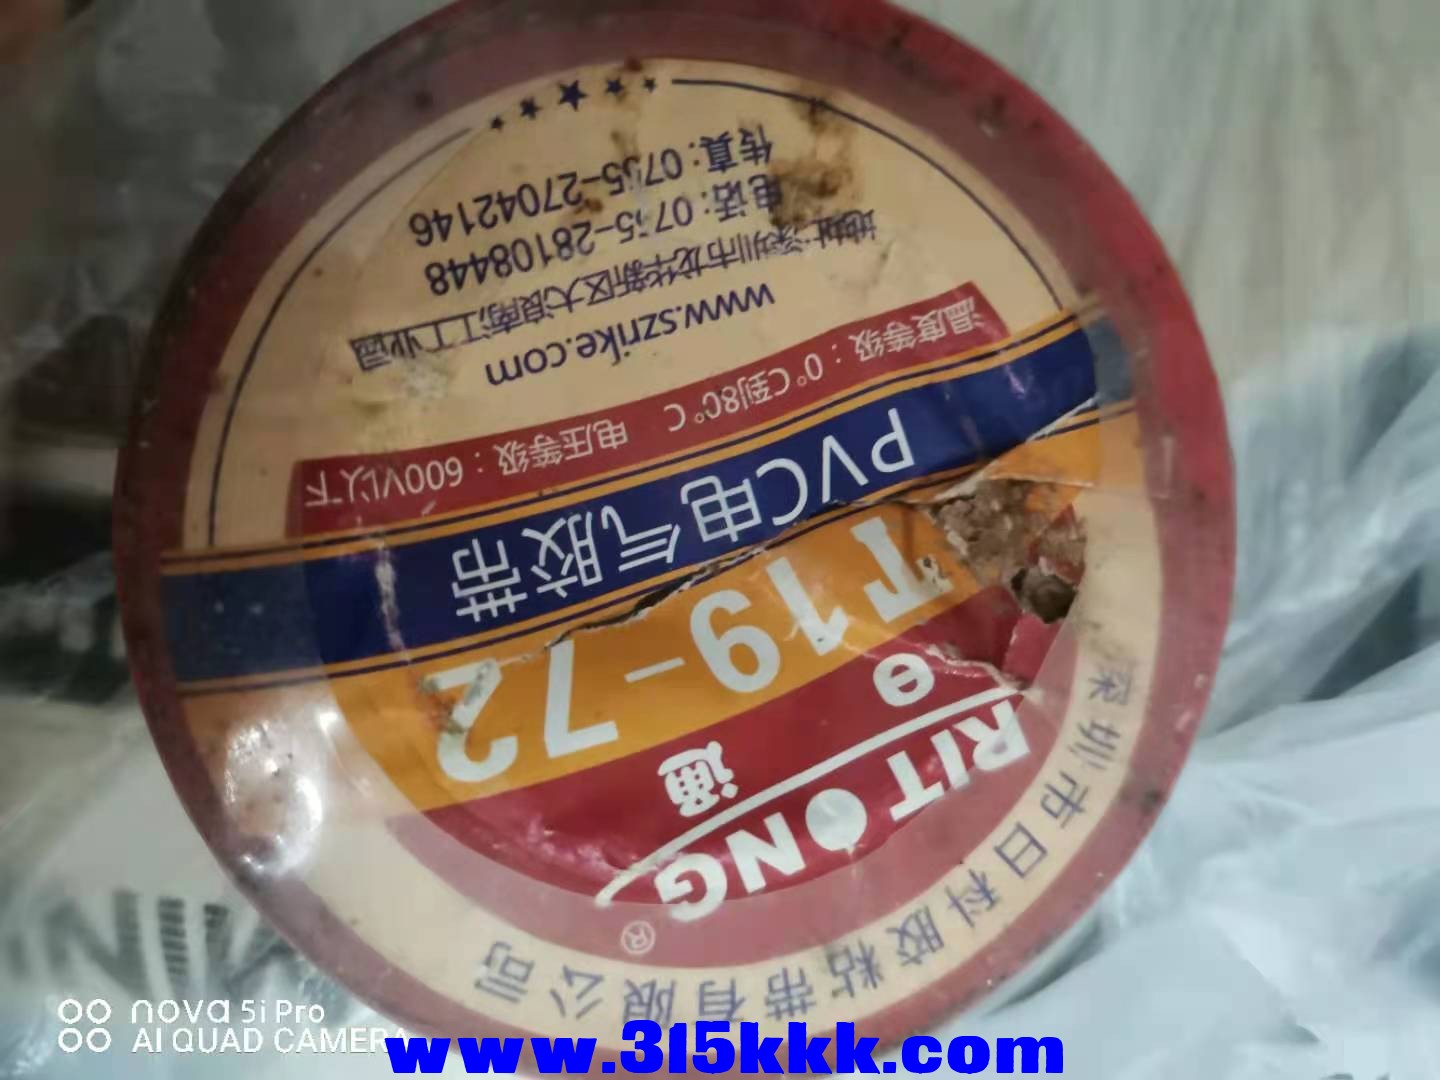 深圳市日科胶粘带有限公司
RITONG®
日通
T19-72
PVC电气胶带
温度等级：0°C到80°C 电压等级：600V以下
www.szrike.com
地址:深圳市龙华新区大浪南江工业园
电话:0755-28108448
传真:0755-27042146
nova 5i Pro
AI QUAD CAMERA
www.315kkk.com